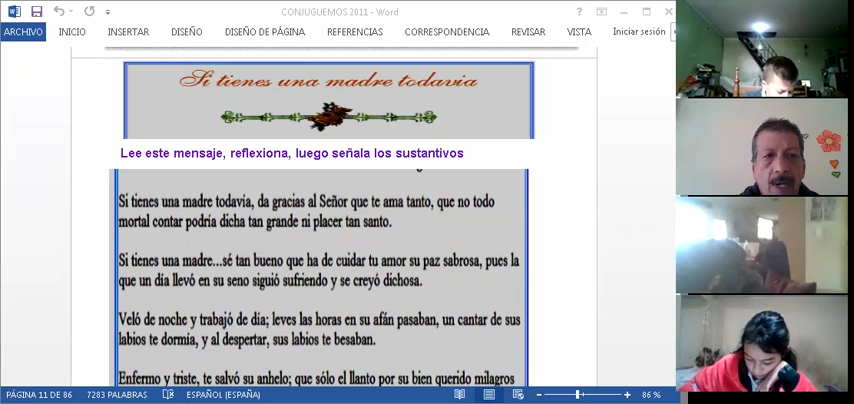 CONJUGUEMOS 2011 - Word
ARCHIVO INICIO INSERTAR DISEÑO DISEÑO DE PÁGINA REFERENCIAS CORRESPONDENCIA REVISAR VISTA Iniciar sesión
Si tienes una madre todavia
Lee este mensaje, reflexiona, luego señala los sustantivos
Si tienes una madre todavía, da gracias al Señor que te ama tanto, que no todo
mortal contar podría dicha tan grande ni placer tan santo.
Si tienes una madre...sé tan bueno que ha de cuidar tu amor su paz sabrosa, pues la
que un día llevó en su seno siguió sufriendo y se creyó dichosa.
Veló de noche y trabajó de día; leves las horas en su afán pasaban, un cantar de sus
labios te dormía, y al despertar, sus labios te besaban.
Enfermo y triste, te salvó su anhelo; que sólo el llanto por su bien querido milagros
PÁGINA 11 DE 86 7283 PALABRAS ESPAÑOL (ESPAÑA) 86 %